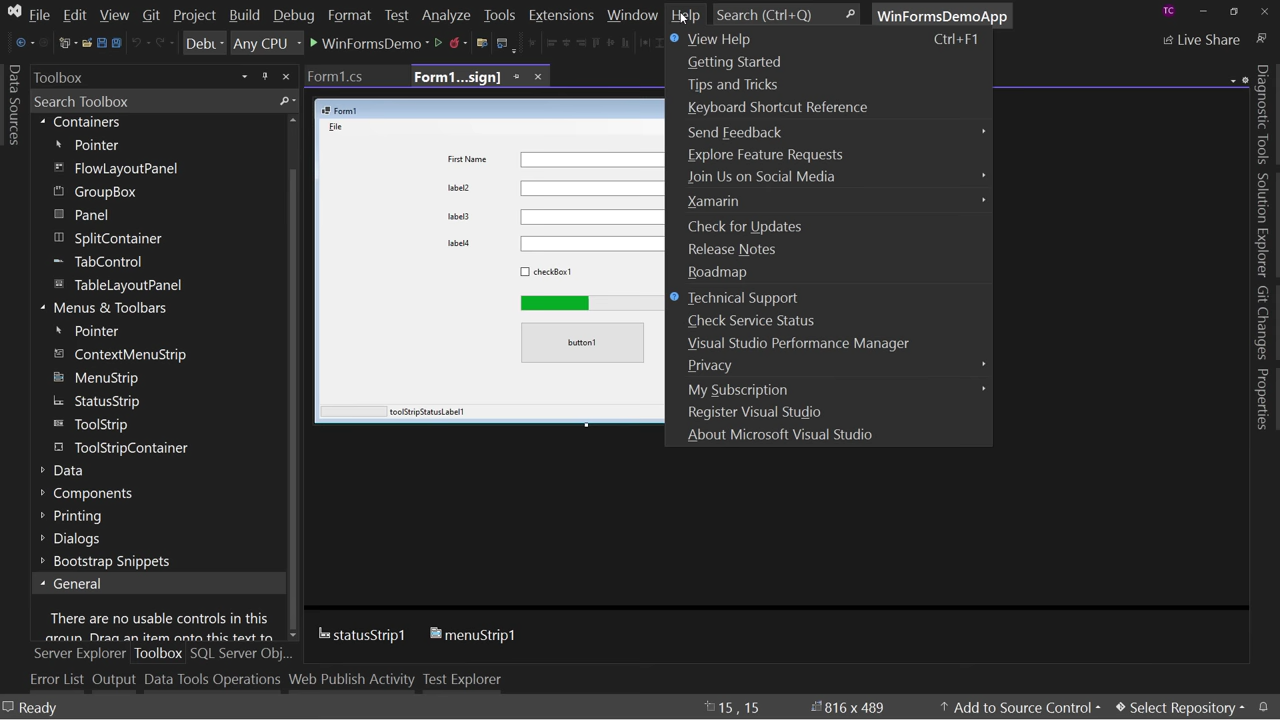 File Edit View Git Project Build Debug Format Test Analyze Tools Extensions Window Help Search (Ctrl+Q) WinFormsDemoApp TC
Debu Any CPU WinFormsDemo Live Share
Toolbox
Search Toolbox
Containers
Pointer
FlowLayoutPanel
GroupBox
Panel
SplitContainer
TabControl
TableLayoutPanel
Menus & Toolbars
Pointer
ContextMenuStrip
MenuStrip
StatusStrip
ToolStrip
ToolStripContainer
Data
Components
Printing
Dialogs
Bootstrap Snippets
General
There are no usable controls in this
group. Drag an item onto this text to
Server Explorer Toolbox SQL Server Obj...
Data Sources
Form1.cs Form1...sign]
Form1
File
First Name
label2
label3
label4
checkBox1
button1
toolStripStatusLabel1
View Help Ctrl+F1
Getting Started
Tips and Tricks
Keyboard Shortcut Reference
Send Feedback
Explore Feature Requests
Join Us on Social Media
Xamarin
Check for Updates
Release Notes
Roadmap
Technical Support
Check Service Status
Visual Studio Performance Manager
Privacy
My Subscription
Register Visual Studio
About Microsoft Visual Studio
statusStrip1 menuStrip1
Diagnostic Tools
Solution Explorer
Git Changes
Properties
Error List Output Data Tools Operations Web Publish Activity Test Explorer
Ready 15 , 15 816 x 489 Add to Source Control Select Repository